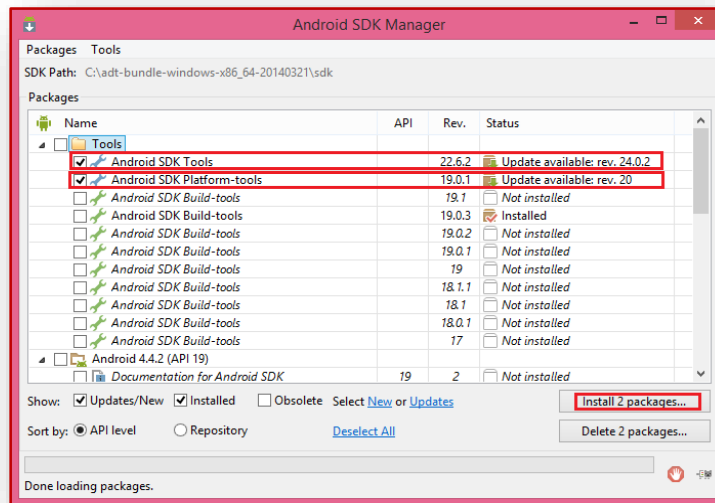 Android SDK Manager
Packages Tools
SDK Path: C:\adt-bundle-windows-x86_64-20140321\sdk
Packages
Name API Rev. Status
Tools
Android SDK Tools 22.6.2 Update available: rev. 24.0.2
Android SDK Platform-tools 19.0.1 Update available: rev. 20
Android SDK Build-tools 19.1 Not installed
Android SDK Build-tools 19.0.3 Installed
Android SDK Build-tools 19.0.2 Not installed
Android SDK Build-tools 19.0.1 Not installed
Android SDK Build-tools 19 Not installed
Android SDK Build-tools 18.1.1 Not installed
Android SDK Build-tools 18.1 Not installed
Android SDK Build-tools 18.0.1 Not installed
Android SDK Build-tools 17 Not installed
Android 4.4.2 (API 19)
Documentation for Android SDK 19 2 Not installed
Show: Updates/New Installed Obsolete Select New or Updates Install 2 packages...
Sort by: API level Repository Deselect All Delete 2 packages...
Done loading packages.